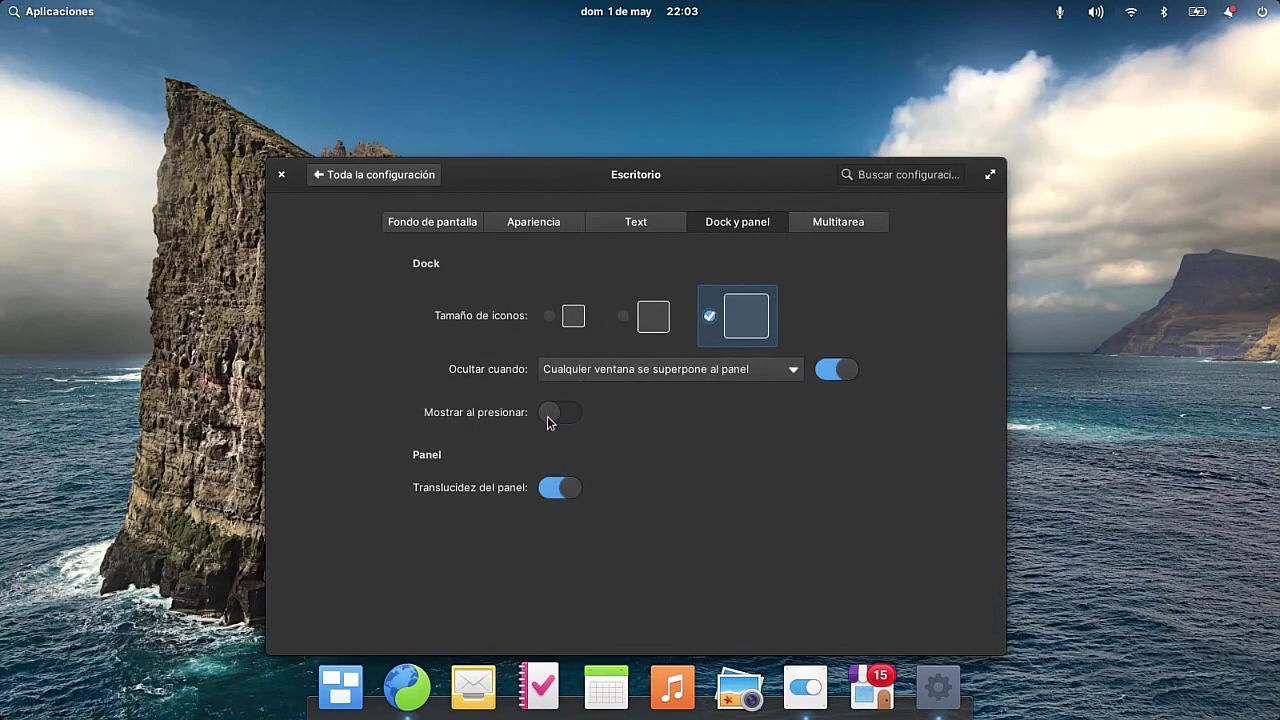 Aplicaciones
dom 1 de may 22:03
Toda la configuración
Escritorio
Buscar configuraci...
Fondo de pantalla
Apariencia
Text
Dock y panel
Multitarea
Dock
Tamaño de iconos:
Ocultar cuando:
Cualquier ventana se superpone al panel
Mostrar al presionar:
Panel
Translucidez del panel:
15